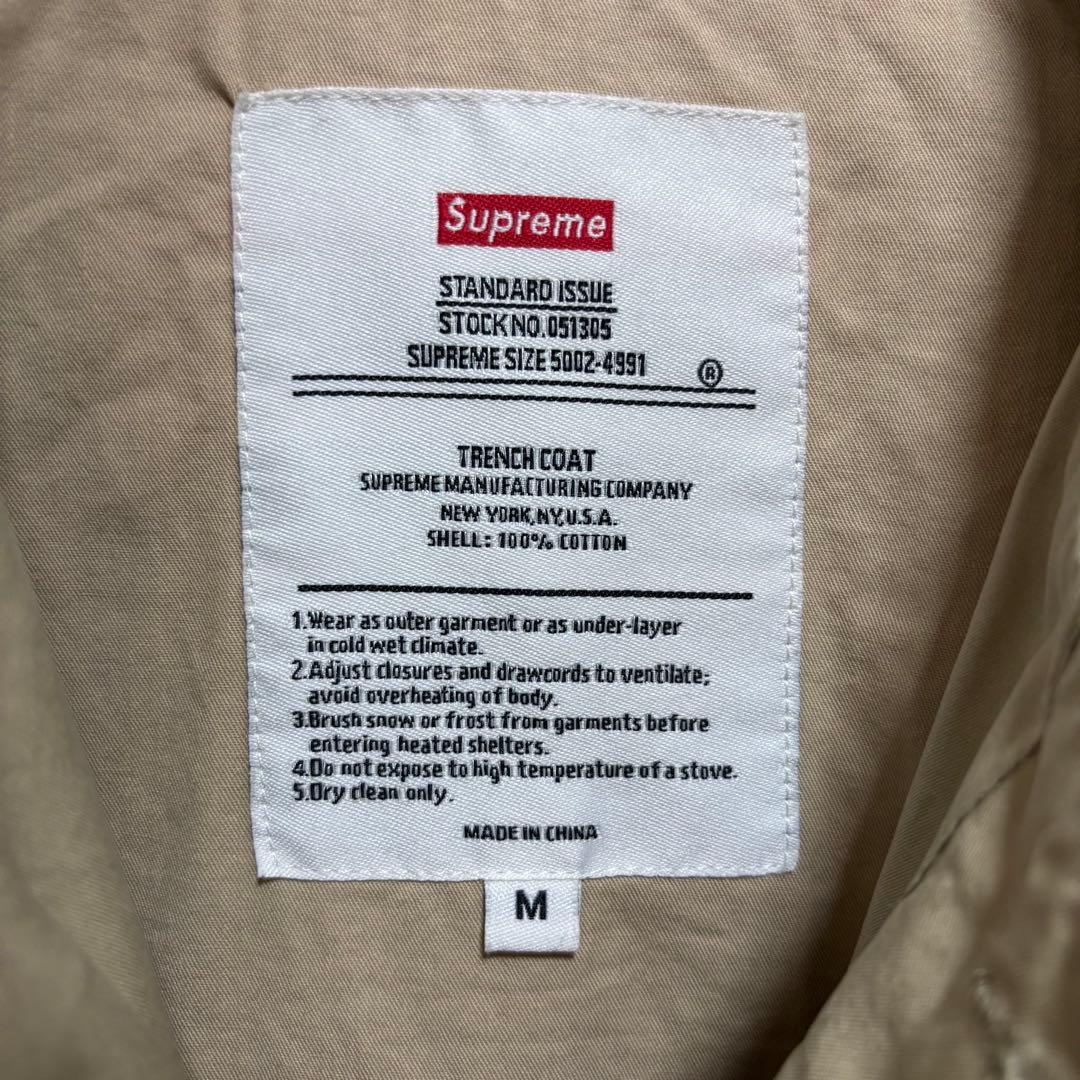 Supreme
STANDARD ISSUE
STOCK NO. 051305
SUPREME SIZE 5002-4991 ®
TRENCH COAT
SUPREME MANUFACTURING COMPANY
NEW YORK, NY, U.S.A.
SHELL: 100% COTTON
1.Wear as outer garment or as under-layer
in cold wet climate.
2.Adjust closures and drawcords to ventilate;
avoid overheating of body.
3.Brush snow or frost from garments before
entering heated shelters.
4.Do not expose to high temperature of a stove.
5.Dry clean only.
MADE IN CHINA
M